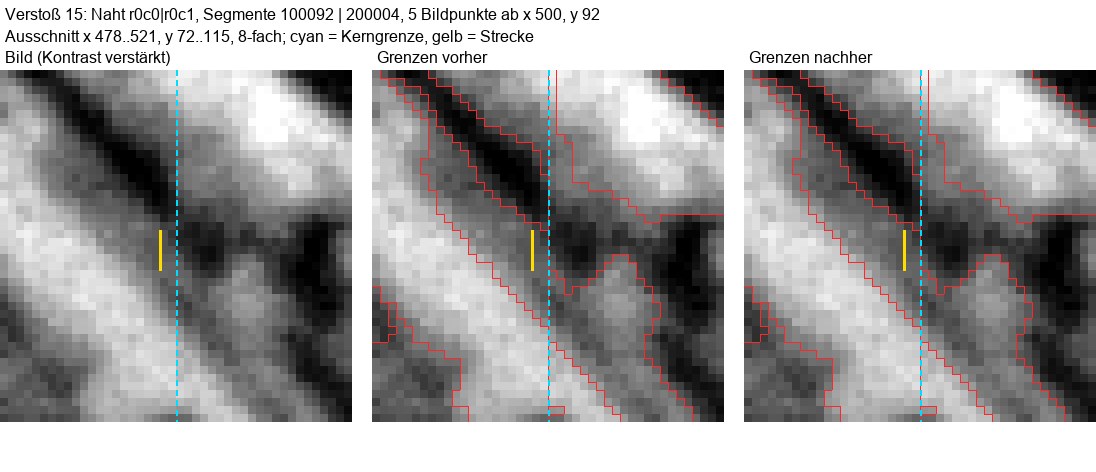 Verstoß 15: Naht r0c0|r0c1, Segmente 100092 | 200004, 5 Bildpunkte ab x 500, y 92
Ausschnitt x 478..521, y 72..115, 8-fach; cyan = Kerngrenze, gelb = Strecke
Bild (Kontrast verstärkt) Grenzen vorher Grenzen nachher